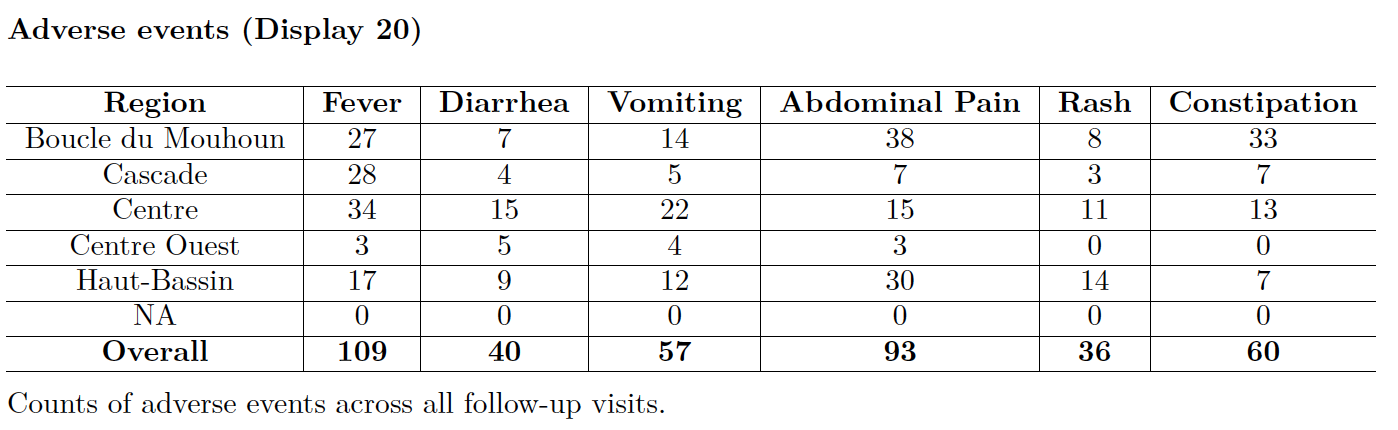 Adverse events (Display 20)
Region Fever Diarrhea Vomiting Abdominal Pain Rash Constipation
Boucle du Mouhoun 27 7 14 38 8 33
Cascade 28 4 5 7 3 7
Centre 34 15 22 15 11 13
Centre Ouest 3 5 4 3 0 0
Haut-Bassin 17 9 12 30 14 7
NA 0 0 0 0 0 0
Overall 109 40 57 93 36 60
Counts of adverse events across all follow-up visits.